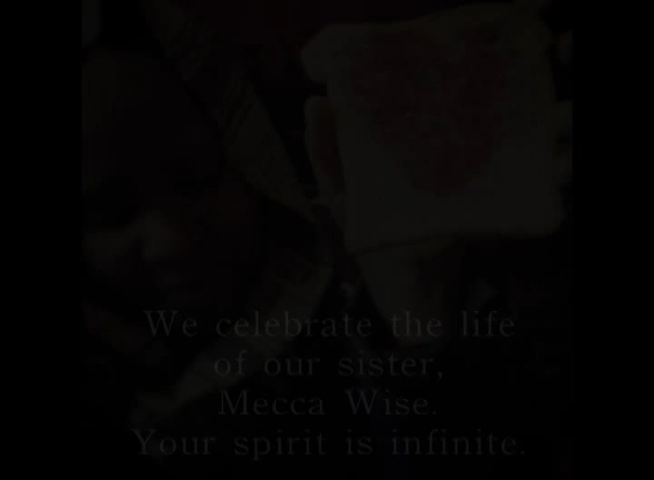 We celebrate the life
of our sister,
Mecca Wise.
Your spirit is infinite.